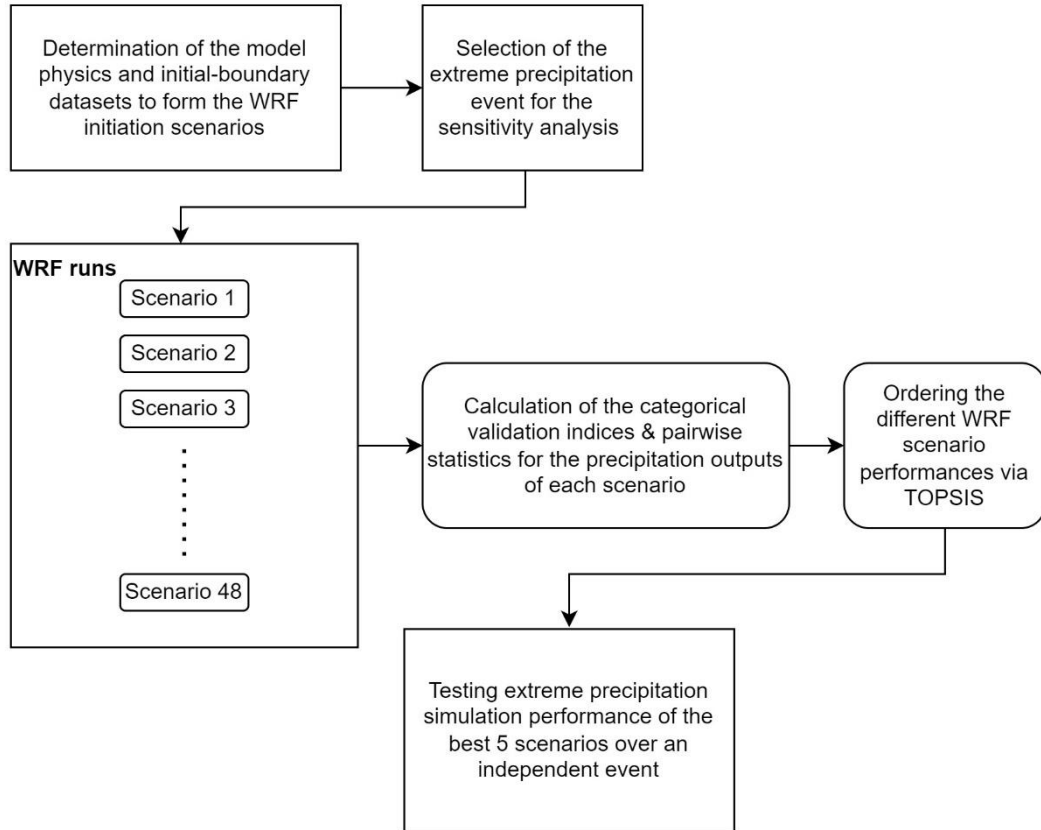 Determination of the model
physics and initial-boundary
datasets to form the WRF
initiation scenarios
Selection of the
extreme precipitation
event for the
sensitivity analysis
WRF runs
Scenario 1
Scenario 2
Scenario 3
Scenario 48
Calculation of the categorical
validation indices & pairwise
statistics for the precipitation outputs
of each scenario
Ordering the
different WRF
scenario
performances via
TOPSIS
Testing extreme precipitation
simulation performance of the
best 5 scenarios over an
independent event